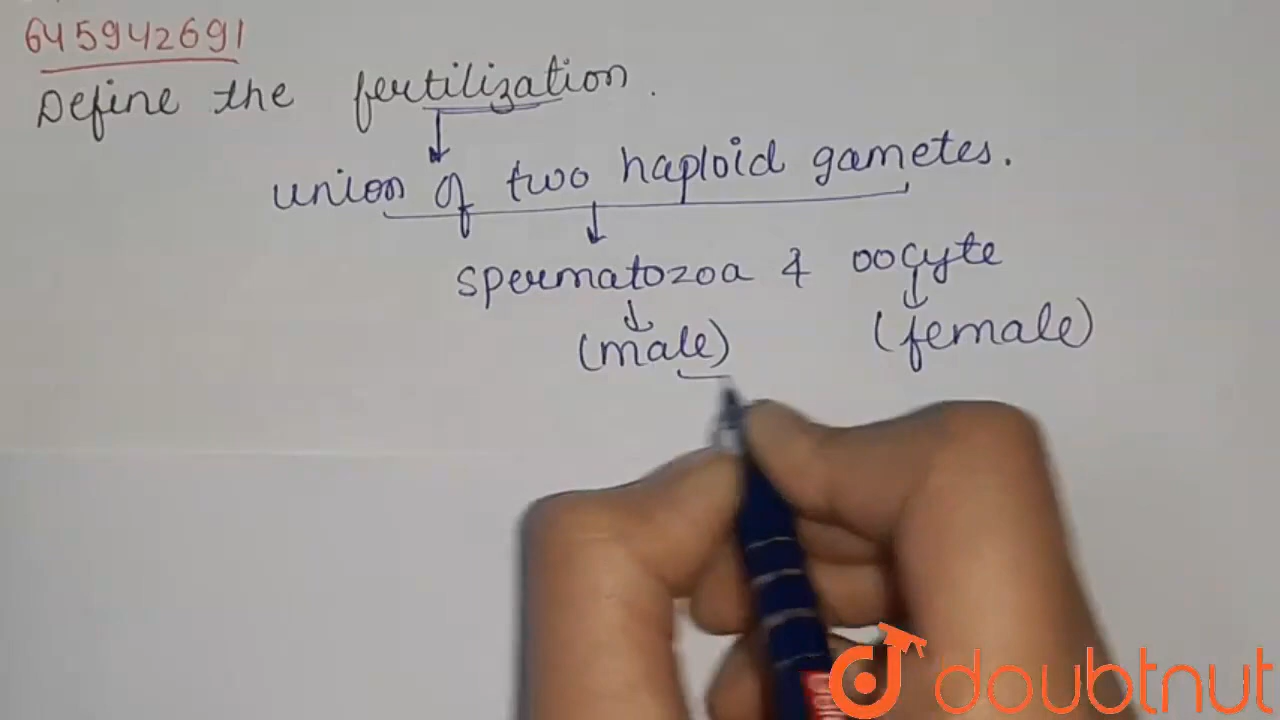 645942691
Define the fertilization.
union of two haploid gametes.
spermatozoa & oocyte
(male) (female)
doubtnut